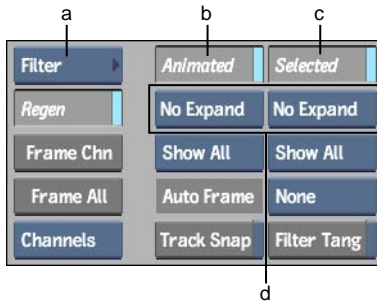 a b c
Filter Animated Selected
Regen No Expand No Expand
Frame Chn Show All Show All
Frame All Auto Frame None
Channels Track Snap Filter Tang
d